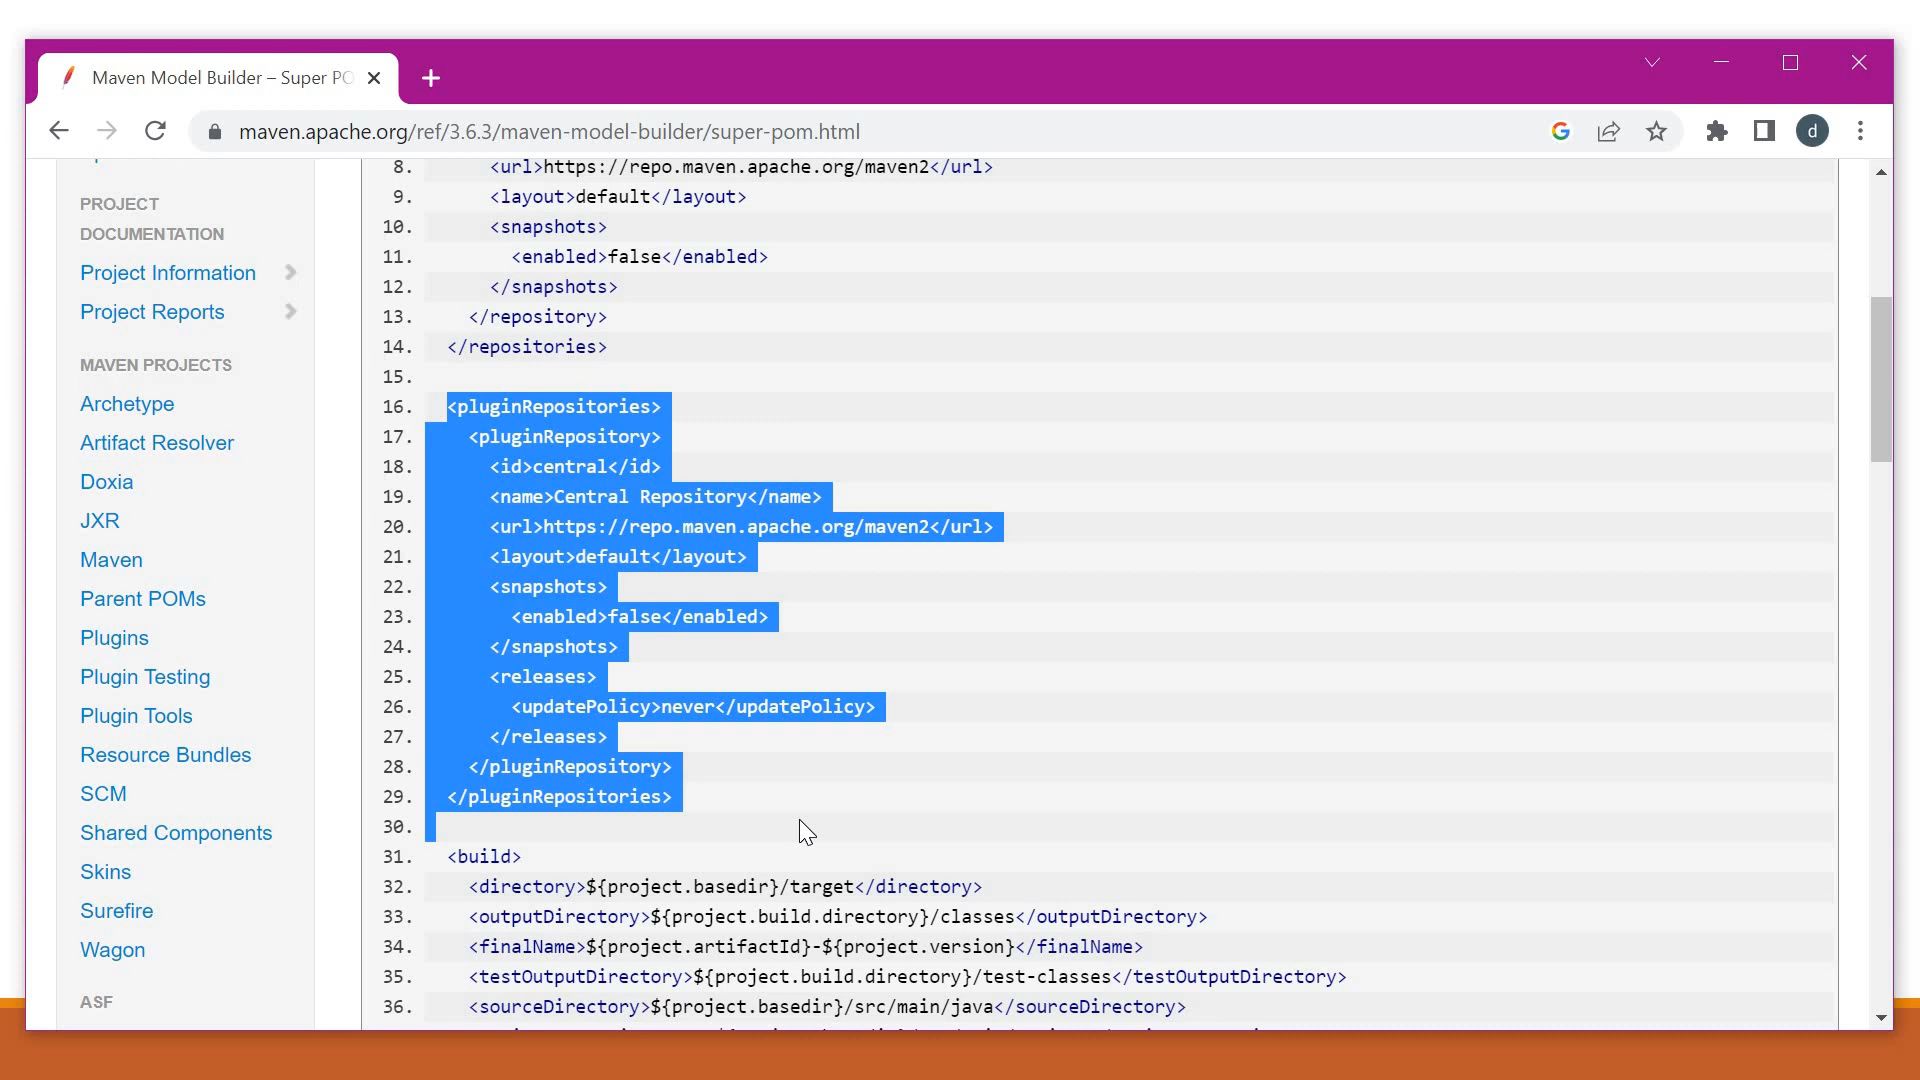 Maven Model Builder – Super PO
maven.apache.org/ref/3.6.3/maven-model-builder/super-pom.html
d
PROJECT
DOCUMENTATION
Project Information
Project Reports
MAVEN PROJECTS
Archetype
Artifact Resolver
Doxia
JXR
Maven
Parent POMs
Plugins
Plugin Testing
Plugin Tools
Resource Bundles
SCM
Shared Components
Skins
Surefire
Wagon
ASF
8. <url>https://repo.maven.apache.org/maven2</url>
9. <layout>default</layout>
10. <snapshots>
11. <enabled>false</enabled>
12. </snapshots>
13. </repository>
14. </repositories>
15.
16. <pluginRepositories>
17. <pluginRepository>
18. <id>central</id>
19. <name>Central Repository</name>
20. <url>https://repo.maven.apache.org/maven2</url>
21. <layout>default</layout>
22. <snapshots>
23. <enabled>false</enabled>
24. </snapshots>
25. <releases>
26. <updatePolicy>never</updatePolicy>
27. </releases>
28. </pluginRepository>
29. </pluginRepositories>
30.
31. <build>
32. <directory>${project.basedir}/target</directory>
33. <outputDirectory>${project.build.directory}/classes</outputDirectory>
34. <finalName>${project.artifactId}-${project.version}</finalName>
35. <testOutputDirectory>${project.build.directory}/test-classes</testOutputDirectory>
36. <sourceDirectory>${project.basedir}/src/main/java</sourceDirectory>